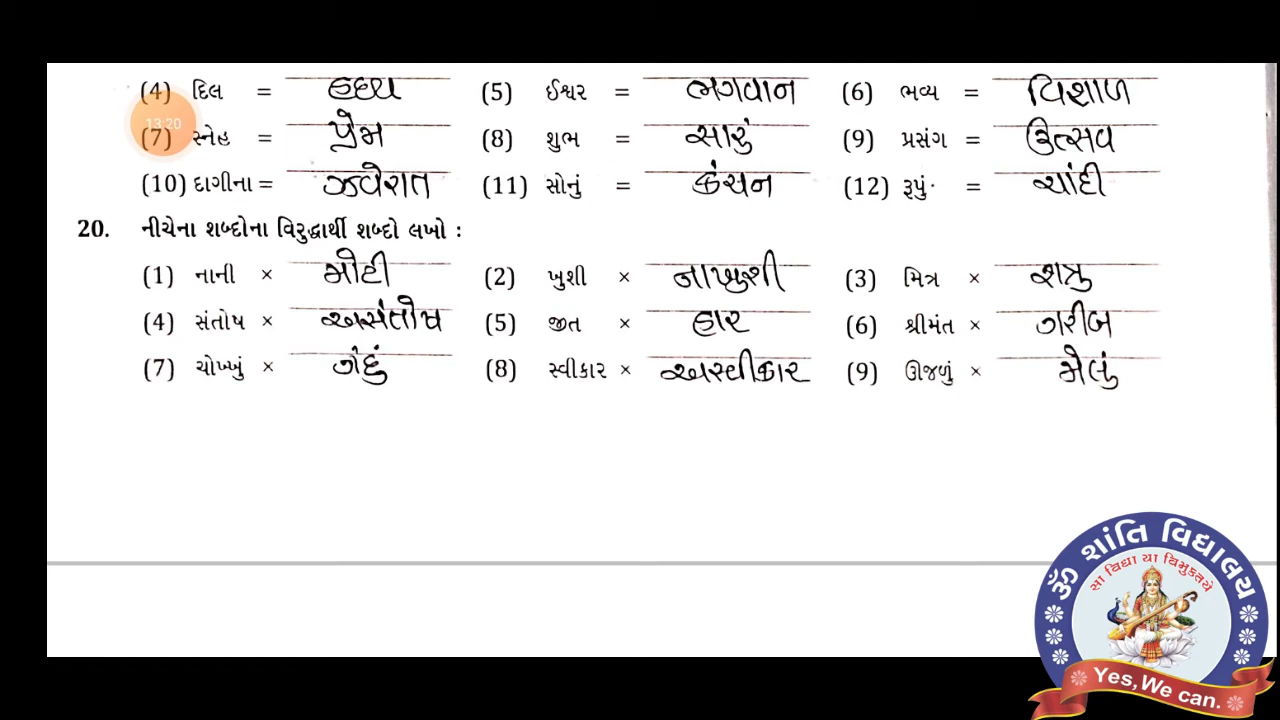 (4) દિલ = હૃદય (5) ઈશ્વર = ભગવાન (6) ભવ્ય = વિશાળ
13:20
(7) સ્નેહ = પ્રેમ (8) શુભ = સારું (9) પ્રસંગ = ઉત્સવ
(10) દાગીના = ઝવેરાત (11) સોનું = કંચન (12) રૂપું = ચાંદી
20. નીચેના શબ્દોના વિરુદ્ધાર્થી શબ્દો લખો :
(1) નાની × મોટી (2) ખુશી × નાખુશી (3) મિત્ર × શત્રુ
(4) સંતોષ × અસંતોષ (5) જીત × હાર (6) શ્રીમંત × ગરીબ
(7) ચોખ્ખું × ગંદું (8) સ્વીકાર × અસ્વીકાર (9) ઊજળું × મેલું
ૐ શાંતિ વિદ્યાલય
સા વિદ્યા યા વિમુક્તયે
Yes, We can.